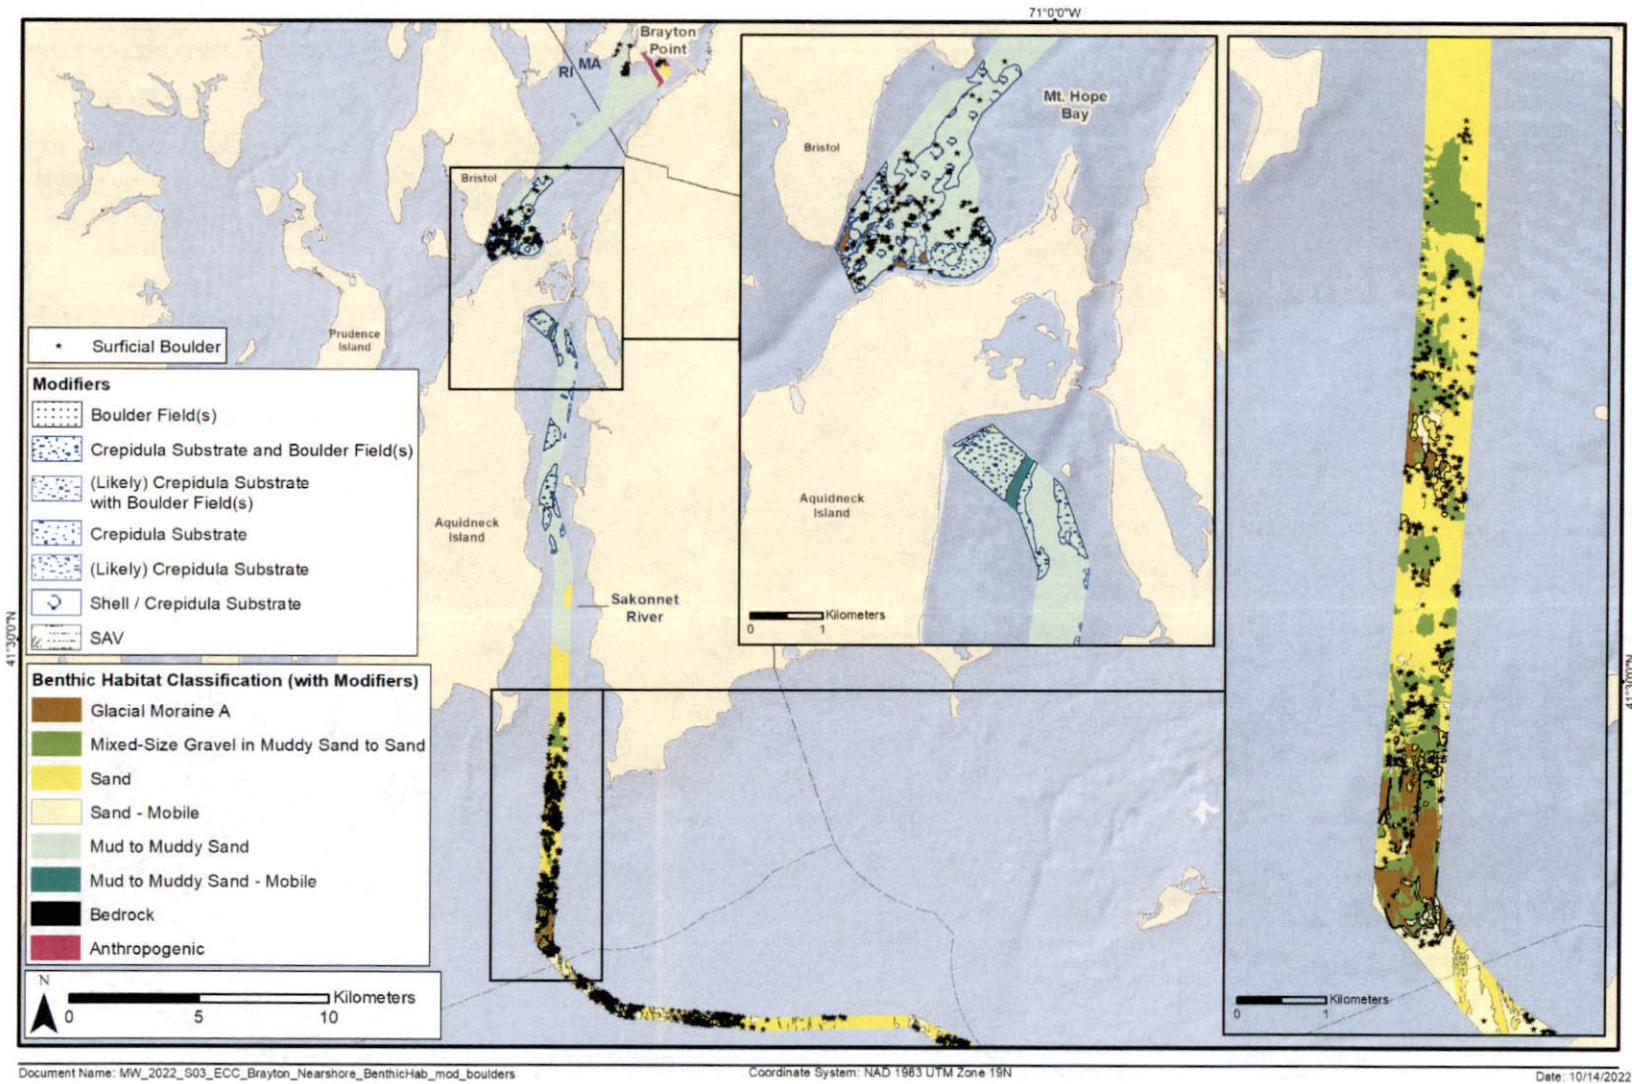 71°0'0"W
Brayton
Point
RI
MA
Bristol
Prudence
Island
Aquidneck
Island
Sakonnet
River
Mt. Hope
Bay
Bristol
Aquidneck
Island
Kilometers
0 1
Kilometers
0 1
41°30'0"N
41°30'0"N
Surficial Boulder
Modifiers
Boulder Field(s)
Crepidula Substrate and Boulder Field(s)
(Likely) Crepidula Substrate
with Boulder Field(s)
Crepidula Substrate
(Likely) Crepidula Substrate
Shell / Crepidula Substrate
SAV
Benthic Habitat Classification (with Modifiers)
Glacial Moraine A
Mixed-Size Gravel in Muddy Sand to Sand
Sand
Sand - Mobile
Mud to Muddy Sand
Mud to Muddy Sand - Mobile
Bedrock
Anthropogenic
N
Kilometers
0 5 10
Document Name: MW_2022_S03_ECC_Brayton_Nearshore_BenthicHab_mod_boulders
Coordinate System: NAD 1983 UTM Zone 19N
Date: 10/14/2022